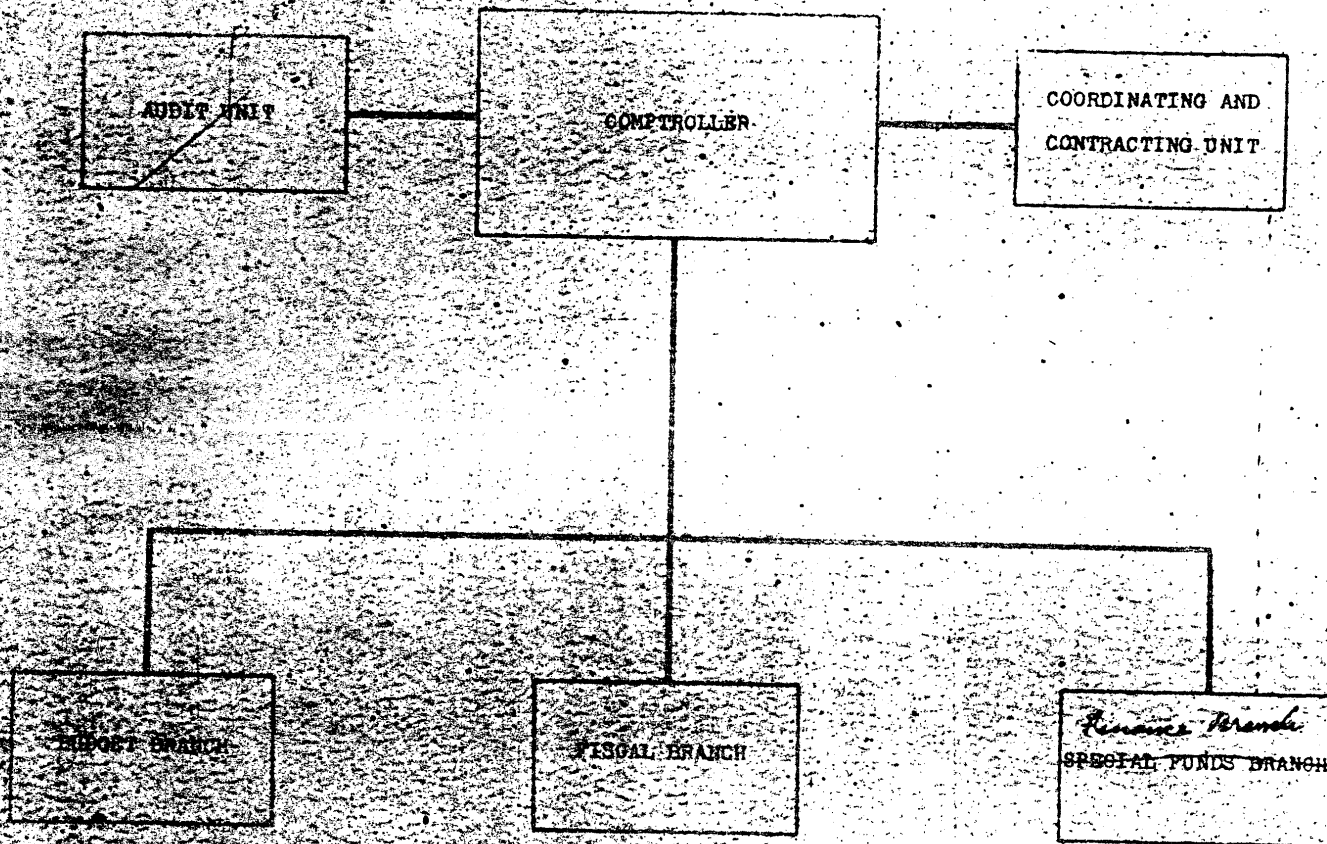 AUDIT UNIT
COMPTROLLER
COORDINATING AND
CONTRACTING UNIT
BUDGET BRANCH
FISCAL BRANCH
Finance Branch
SPECIAL FUNDS BRANCH